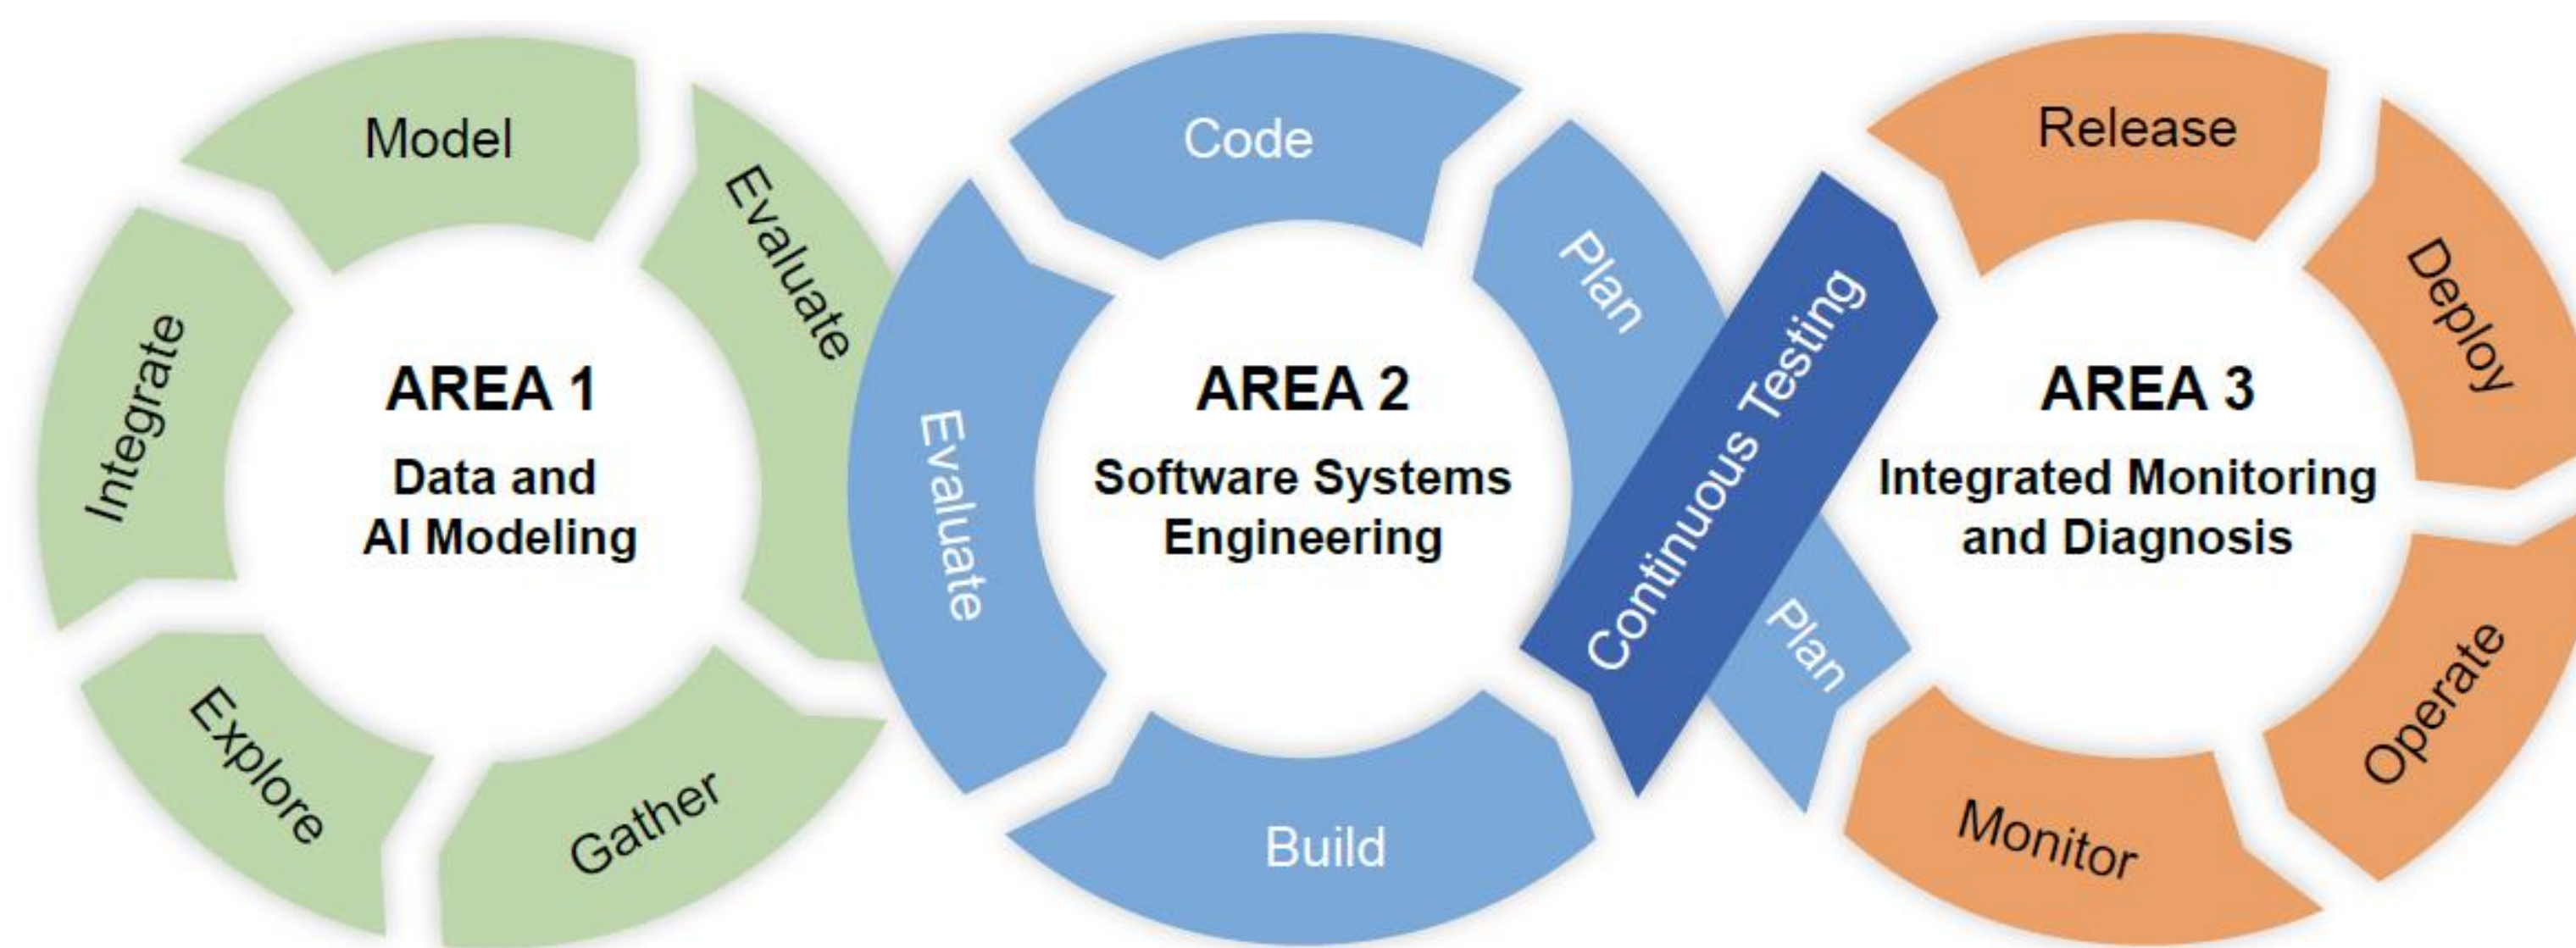 Model
Evaluate
Integrate
AREA 1
Data and
AI Modeling
Explore
Gather
Code
Plan
Evaluate
AREA 2
Software Systems
Engineering
Build
Continuous Testing
Plan
Release
Deploy
AREA 3
Integrated Monitoring
and Diagnosis
Operate
Monitor